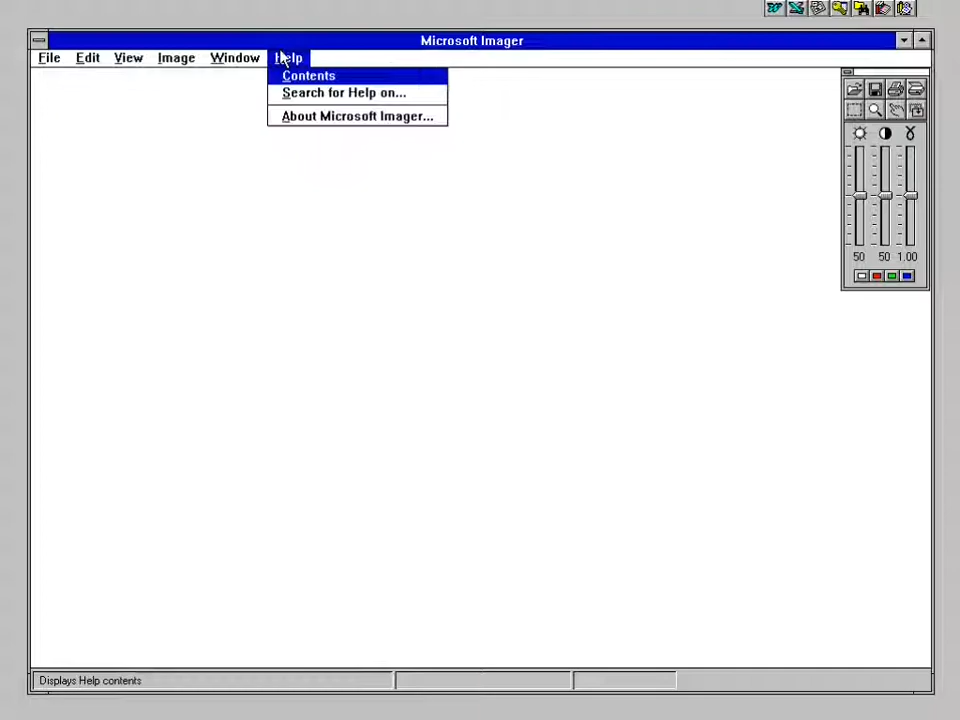 Microsoft Imager
File Edit View Image Window Help
Contents
Search for Help on...
About Microsoft Imager...
50 50 1.00
Displays Help contents